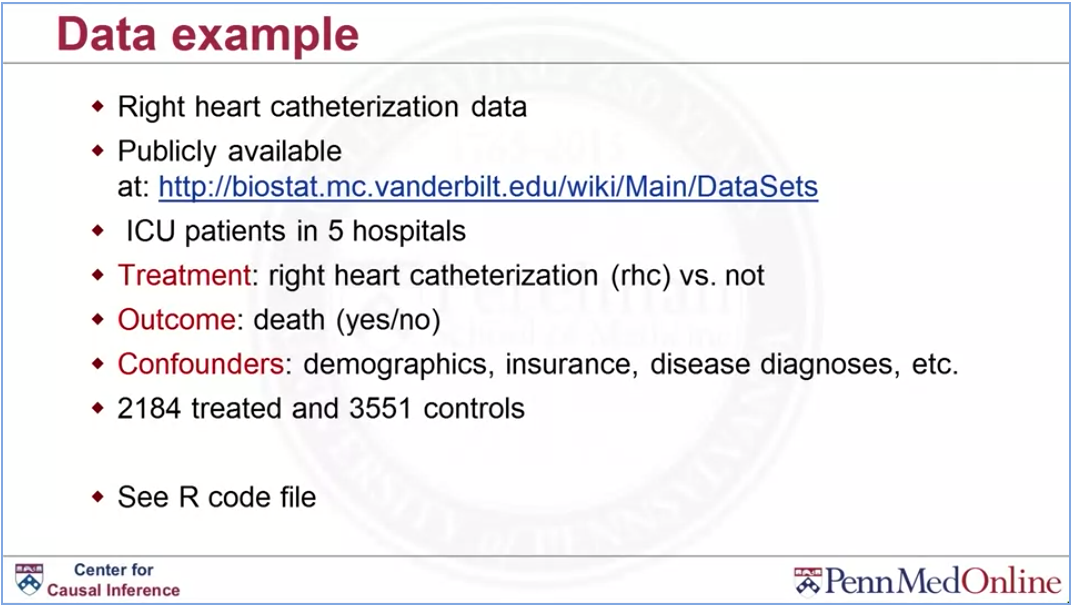 Data example
Right heart catheterization data
Publicly available
at: http://biostat.mc.vanderbilt.edu/wiki/Main/DataSets
ICU patients in 5 hospitals
Treatment: right heart catheterization (rhc) vs. not
Outcome: death (yes/no)
Confounders: demographics, insurance, disease diagnoses, etc.
2184 treated and 3551 controls
See R code file
Center for
Causal Inference
PennMedOnline